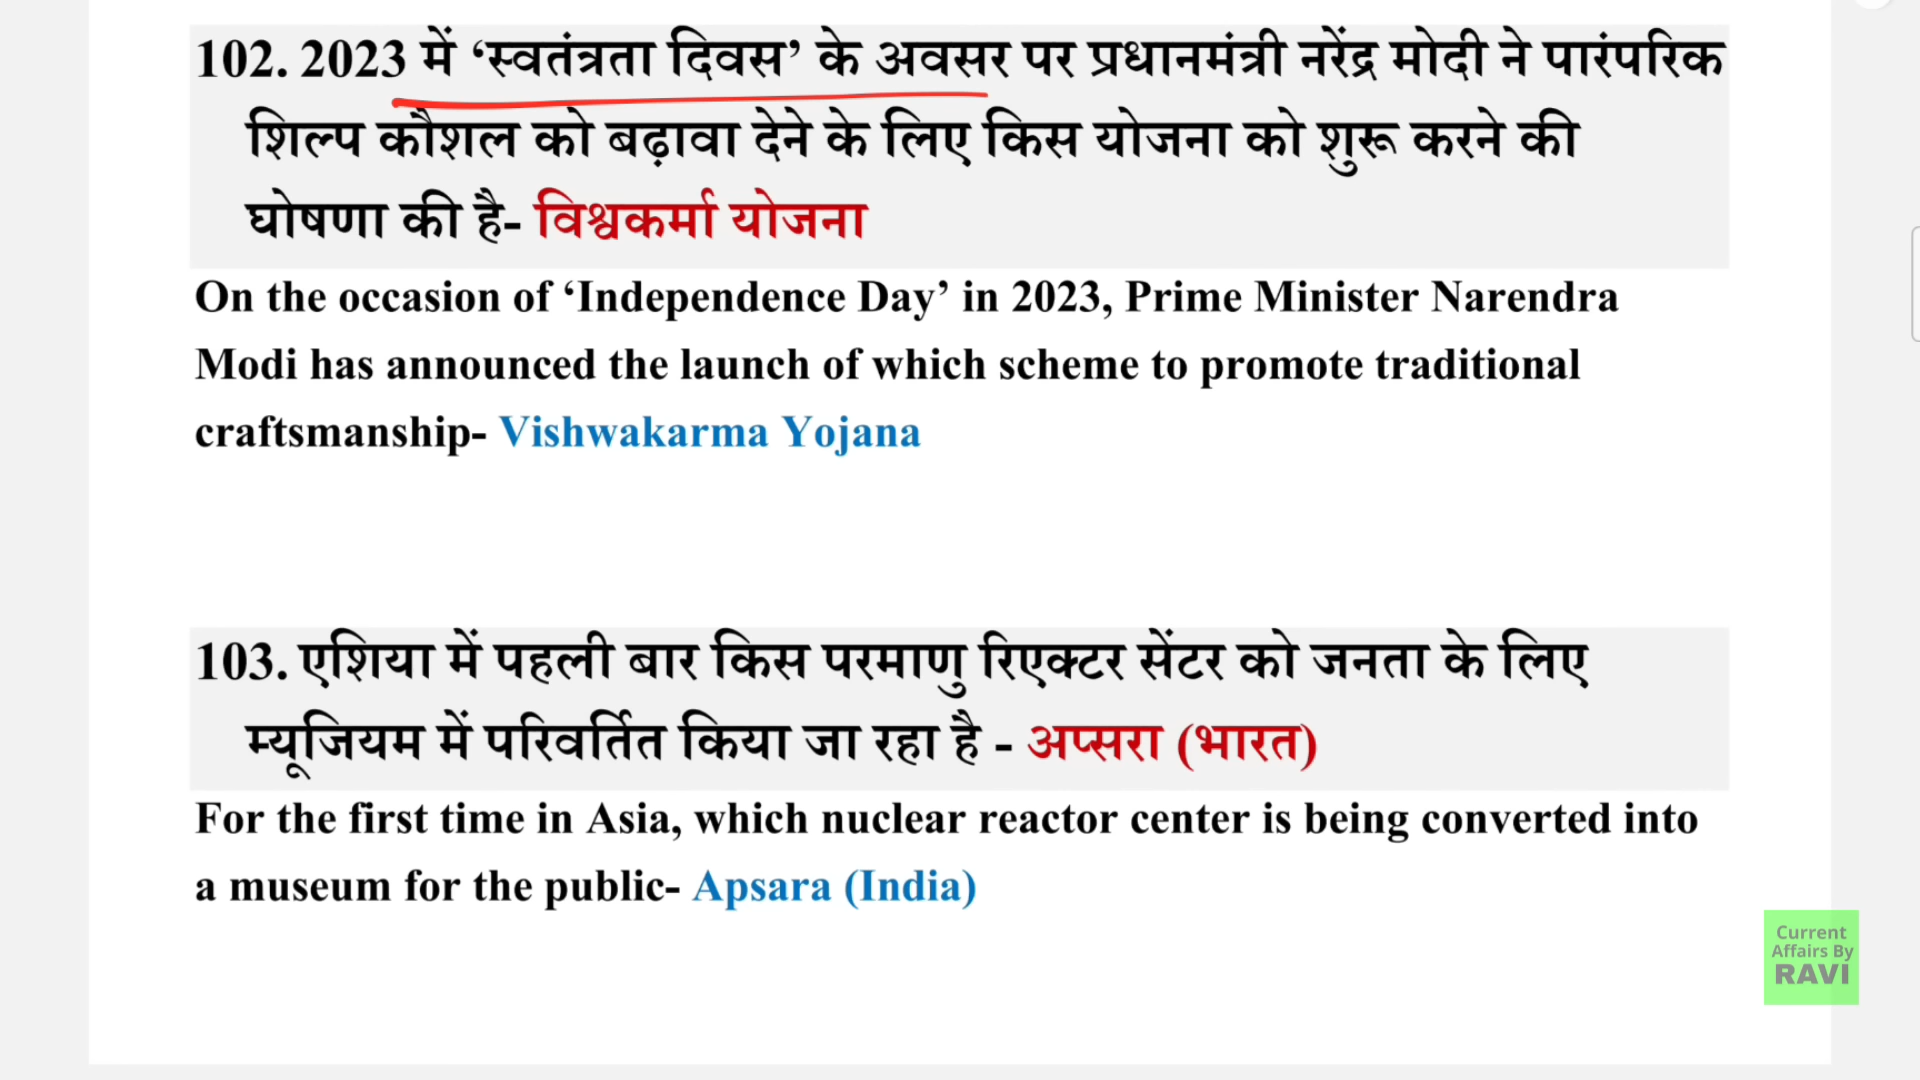 102. 2023 में ‘स्वतंत्रता दिवस’ के अवसर पर प्रधानमंत्री नरेंद्र मोदी ने पारंपरिक
शिल्प कौशल को बढ़ावा देने के लिए किस योजना को शुरू करने की
घोषणा की है- विश्वकर्मा योजना
On the occasion of ‘Independence Day’ in 2023, Prime Minister Narendra
Modi has announced the launch of which scheme to promote traditional
craftsmanship- Vishwakarma Yojana
103. एशिया में पहली बार किस परमाणु रिएक्टर सेंटर को जनता के लिए
म्यूजियम में परिवर्तित किया जा रहा है - अप्सरा (भारत)
For the first time in Asia, which nuclear reactor center is being converted into
a museum for the public- Apsara (India)
Current
Affairs By
RAVI